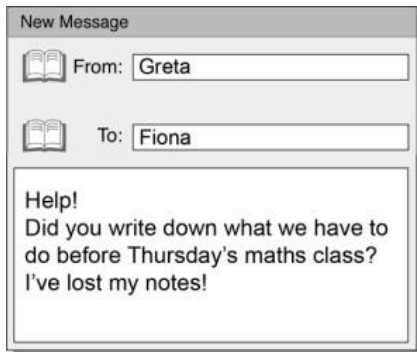 New Message
From: Greta
To: Fiona
Help!
Did you write down what we have to
do before Thursday's maths class?
I've lost my notes!